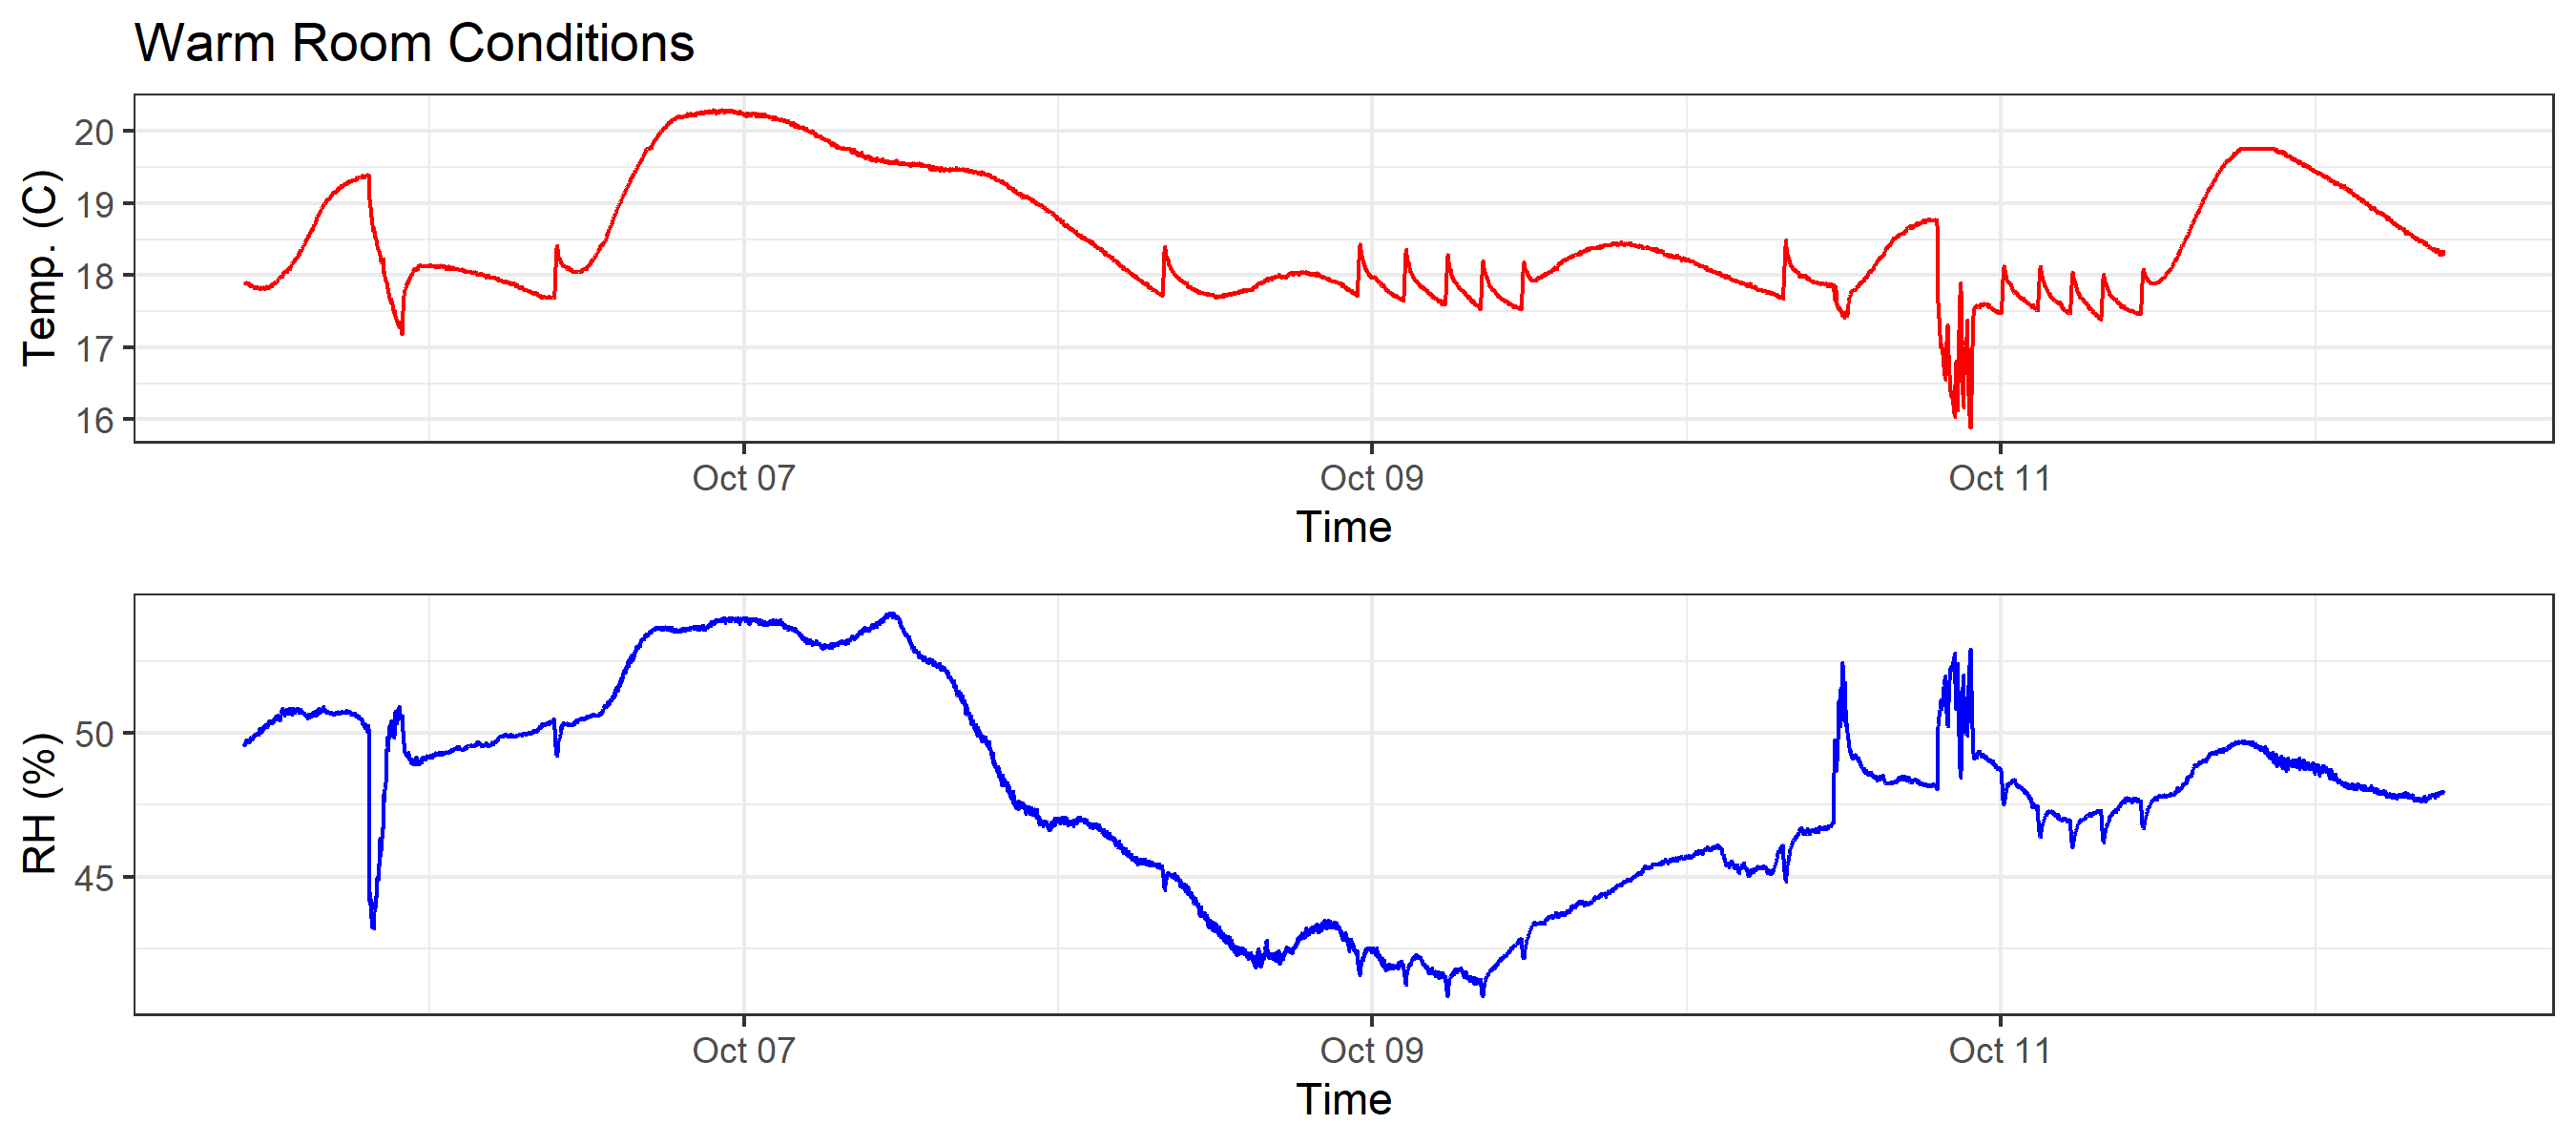 Warm Room Conditions
Temp. (C)
20
19
18
17
16
Oct 07 Oct 09 Oct 11
Time
RH (%)
50
45
Oct 07 Oct 09 Oct 11
Time